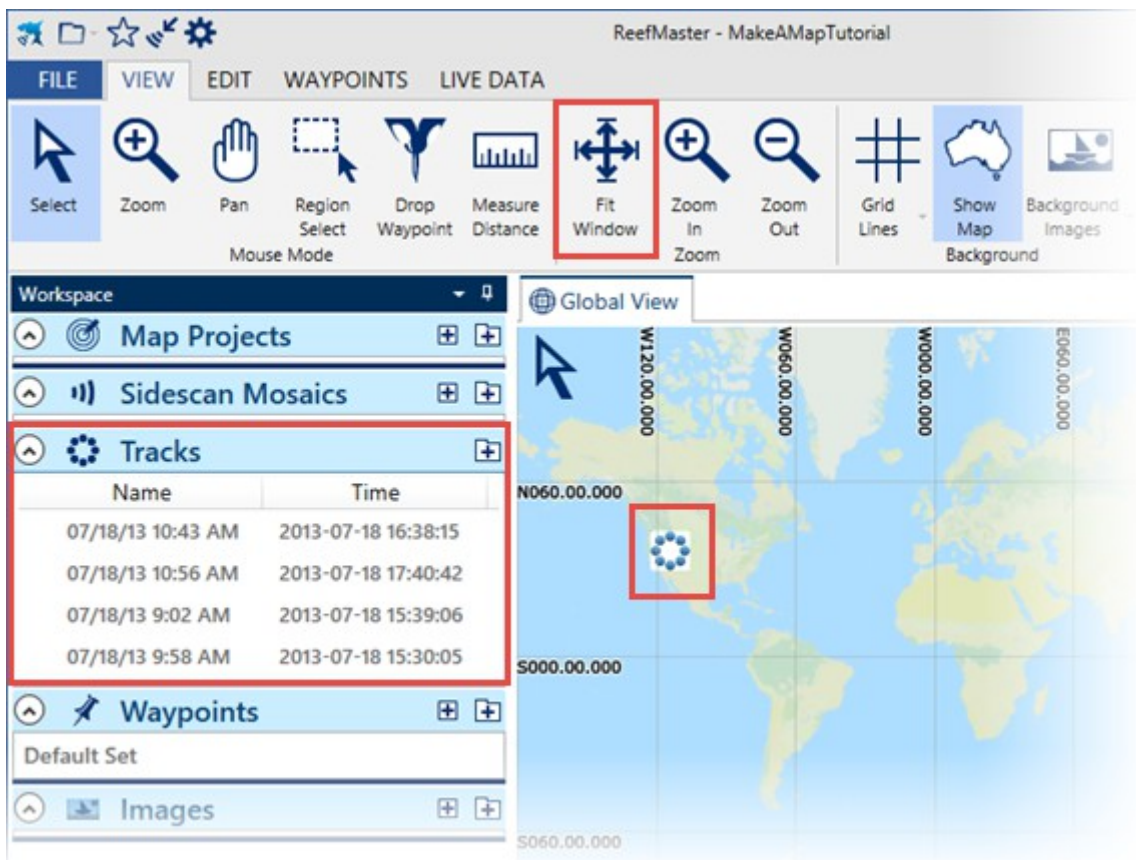 ReefMaster - MakeAMapTutorial
FILE VIEW EDIT WAYPOINTS LIVE DATA
Select Zoom Pan Region Select Drop Waypoint Measure Distance Fit Window Zoom In Zoom Out Grid Lines Show Map Background Images
Mouse Mode Zoom Background
Workspace
Global View
Map Projects
Sidescan Mosaics
Tracks
Name Time
07/18/13 10:43 AM 2013-07-18 16:38:15
07/18/13 10:56 AM 2013-07-18 17:40:42
07/18/13 9:02 AM 2013-07-18 15:39:06
07/18/13 9:58 AM 2013-07-18 15:30:05
Waypoints
Default Set
Images
W120.00.000
W060.00.000
W000.00.000
E060.00.000
N060.00.000
S000.00.000
S060.00.000